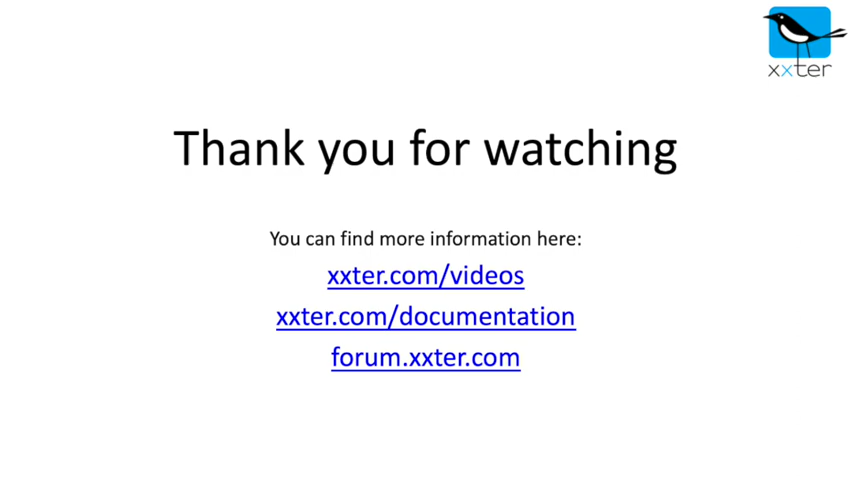 xxter
Thank you for watching
You can find more information here:
xxter.com/videos
xxter.com/documentation
forum.xxter.com